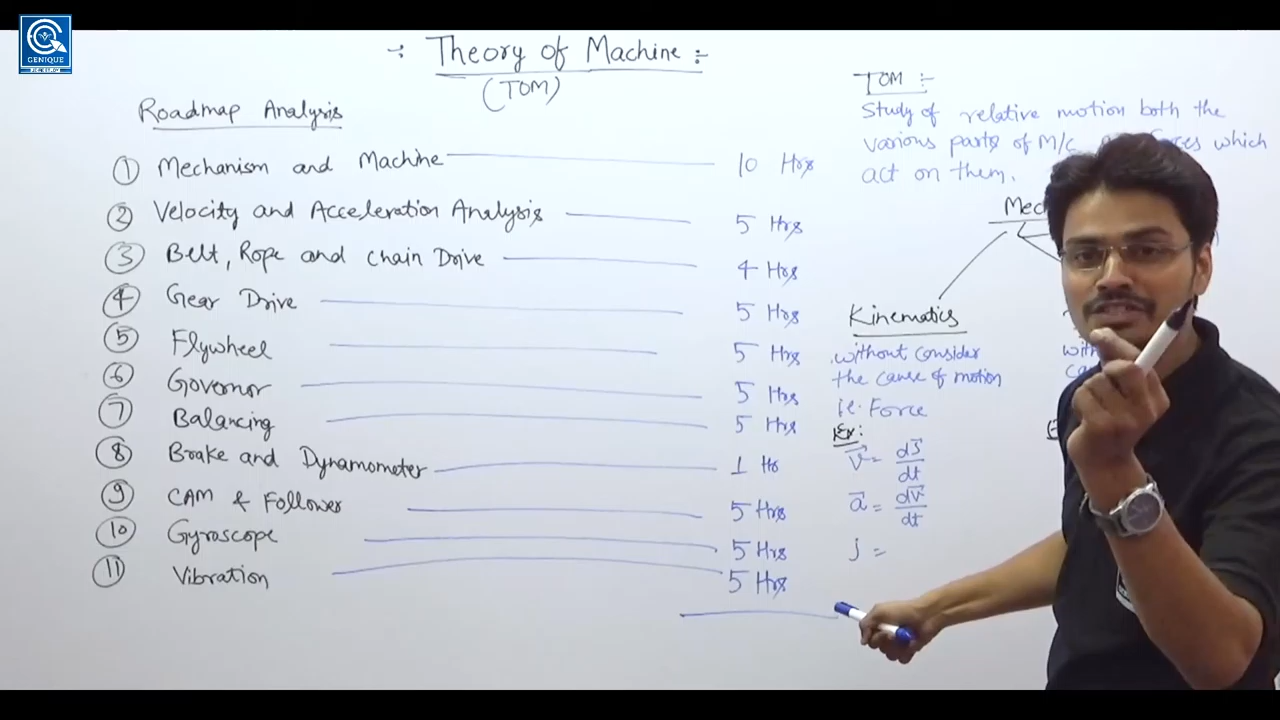 GENIQUE
-: Theory of Machine :-
(TOM)
Roadmap Analysis
① Mechanism and Machine 10 Hrs
② Velocity and Acceleration Analysis 5 Hrs
③ Belt, Rope and chain Drive 4 Hrs
④ Gear Drive 5 Hrs
⑤ Flywheel 5 Hrs
⑥ Governor 5 Hrs
⑦ Balancing 5 Hrs
⑧ Brake and Dynamometer 1 Hr
⑨ CAM & Follower 5 Hrs
⑩ Gyroscope 5 Hrs
⑪ Vibration 5 Hrs
TOM :-
Study of relative motion both the
various parts of M/c which
act on them.
Kinematics
without consider
the cause of motion
i.e. Force
Ex:
v⃗ = ds⃗/dt
a⃗ = dv⃗/dt
J =